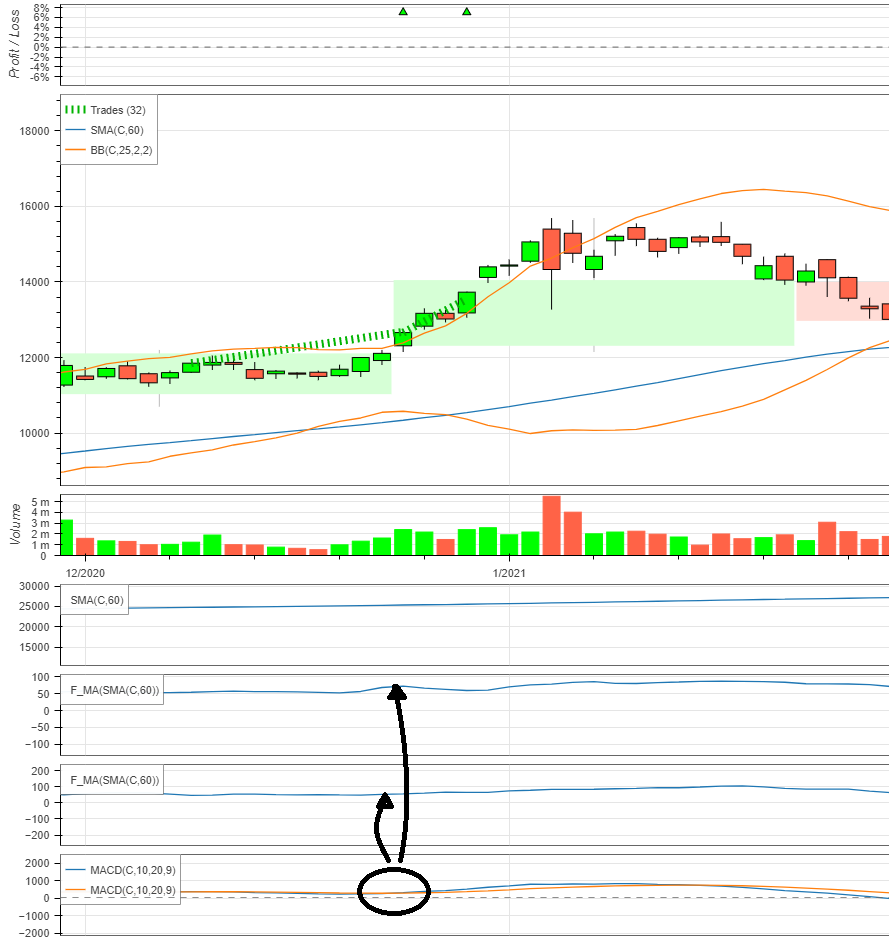 8%
6%
4%
2%
0%
-2%
-4%
-6%
Profit / Loss
Trades (32)
SMA(C,60)
BB(C,25,2,2)
18000
16000
14000
12000
10000
5 m
4 m
3 m
2 m
1 m
0
Volume
12/2020
1/2021
30000
25000
15000
SMA(C,60)
100
50
0
−50
−100
F_MA(SMA(C,60))
200
100
0
−100
−200
F_MA(SMA(C,60))
2000
1000
0
−1000
−2000
MACD(C,10,20,9)
MACD(C,10,20,9)